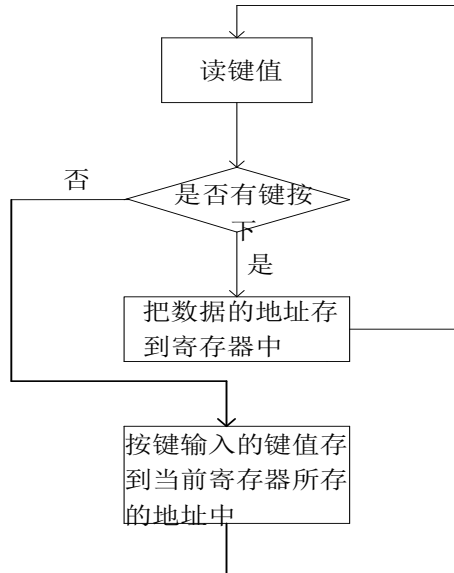 读键值
否
是否有键按
下
是
把数据的地址存
到寄存器中
按键输入的键值存
到当前寄存器所存
的地址中